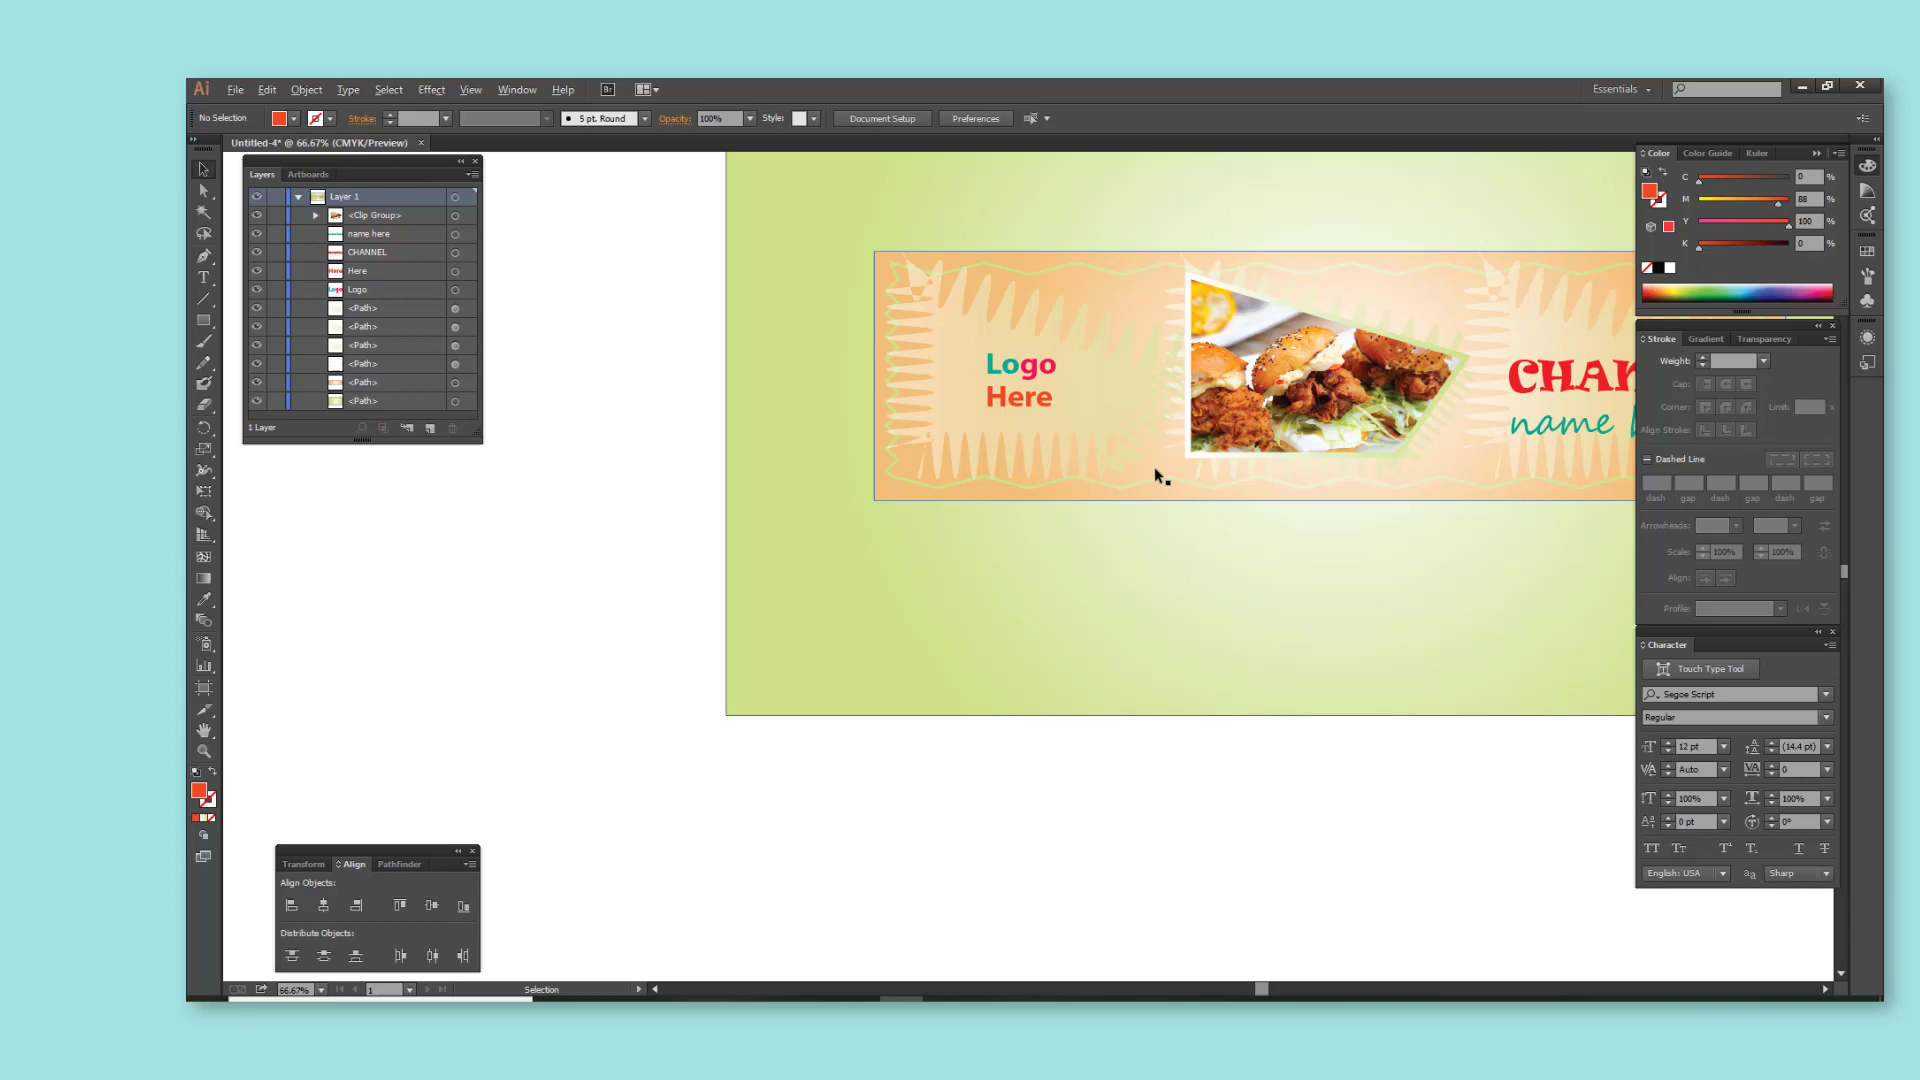 Ai File Edit Object Type Select Effect View Window Help Br Essentials
No Selection Stroke: 5 pt. Round Opacity: 100% Style: Document Setup Preferences
Untitled-4* @ 66.67% (CMYK/Preview)
Layers Artboards
Layer 1
<Clip Group>
name here
CHANNEL
Here
Logo
<Path>
<Path>
<Path>
<Path>
<Path>
<Path>
1 Layer
Logo
Here
CHAN
name
Color Color Guide Kuler
C 0 %
M 88 %
Y 100 %
K 0 %
Stroke Gradient Transparency
Weight:
Cap:
Corner: Limit: x
Align Stroke:
Dashed Line
dash gap dash gap dash gap
Arrowheads:
Scale: 100% 100%
Align:
Profile:
Character
Touch Type Tool
Segoe Script
Regular
12 pt (14.4 pt)
Auto 0
100% 100%
0 pt 0°
English: USA Sharp
Transform Align Pathfinder
Align Objects:
Distribute Objects:
66.67% 1 Selection